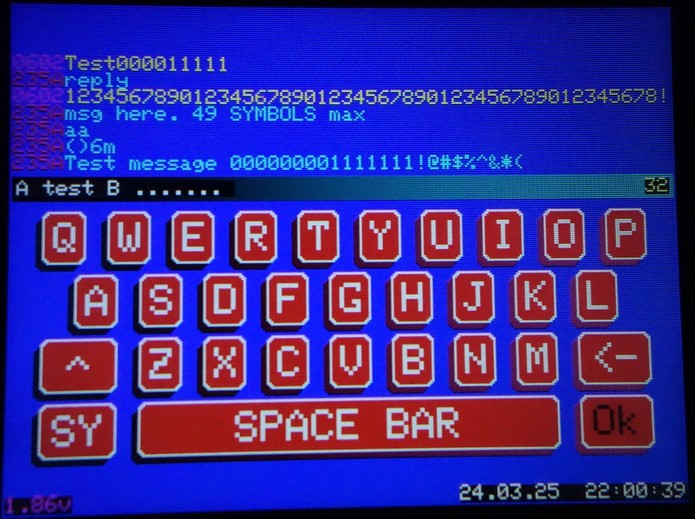 0602Test000011111
235Areply
0602123456789012345678901234567890123456789012345678!
235Amsg here. 49 SYMBOLS max
235Aaa
235A()6m
235ATest message 000000001111111!@#$%^&*(
A test B ....... 32
Q W E R T Y U I O P
A S D F G H J K L
^ Z X C V B N M <-
SY SPACE BAR Ok
1.86v 24.03.25 22:00:39